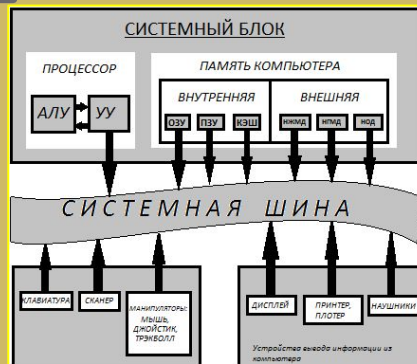 СИСТЕМНЫЙ БЛОК
ПРОЦЕССОР
АЛУ
УУ
ПАМЯТЬ КОМПЬЮТЕРА
ВНУТРЕННЯЯ
ВНЕШНЯЯ
ОЗУ
ПЗУ
КЭШ
НЖМД
НГМД
НОД
СИСТЕМНАЯ ШИНА
КЛАВИАТУРА
СКАНЕР
МАНИПУЛЯТОРЫ:
МЫШЬ,
ДЖОЙСТИК,
ТРЭКБОЛЛ
ДИСПЛЕЙ
ПРИНТЕР,
ПЛОТЕР
НАУШНИКИ
Устройства вывода информации из
компьютера